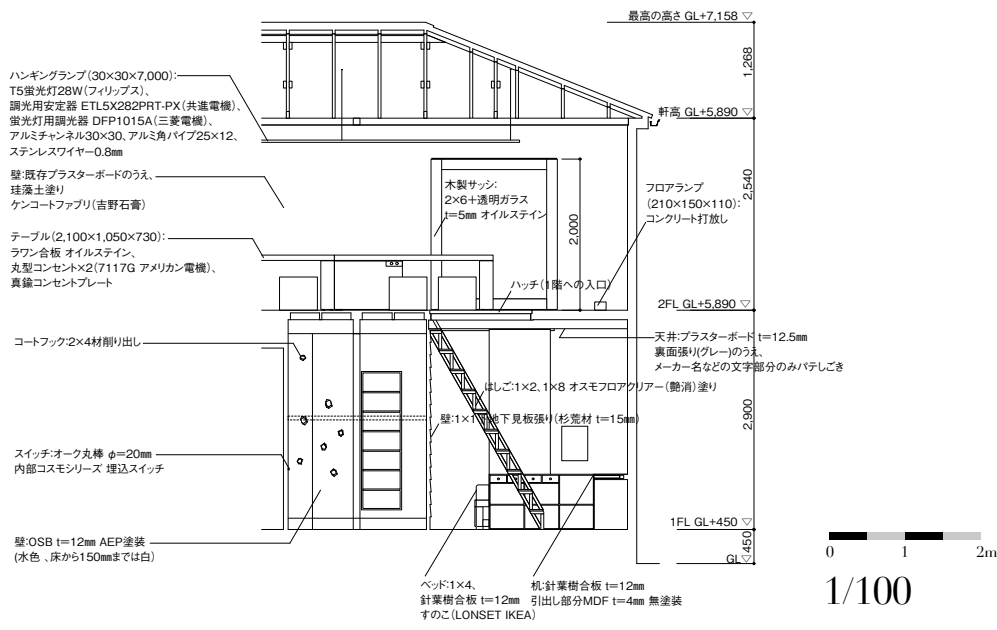 最高の高さ GL+7,158
1,268
ハンギングランプ(30×30×7,000):
T5蛍光灯28W(フィリップス)、
調光用安定器 ETL5X282PRT-PX(共進電機)、
蛍光灯用調光器 DFP1015A(三菱電機)、
アルミチャンネル30×30、アルミ角パイプ25×12、
ステンレスワイヤー0.8mm
軒高 GL+5,890
壁:既存プラスターボードのうえ、
珪藻土塗り
ケンコートファブリ(吉野石膏)
木製サッシ:
2×6+透明ガラス
t=5mm オイルステイン
2,000
フロアランプ
(210×150×110):
コンクリート打放し
2,540
テーブル(2,100×1,050×730):
ラワン合板 オイルステイン、
丸型コンセント×2(7117G アメリカン電機)、
真鍮コンセントプレート
ハッチ(1階への入口)
2FL GL+5,890
コートフック:2×4材削り出し
天井:プラスターボード t=12.5mm
裏面張り(グレー)のうえ、
メーカー名などの文字部分のみパテしごき
はしご:1×2、1×8 オスモフロアクリアー(艶消)塗り
壁:1×1下地下見板張り(杉荒材 t=15mm)
2,900
スイッチ:オーク丸棒 φ=20mm
内部コスモシリーズ 埋込スイッチ
1FL GL+450
壁:OSB t=12mm AEP塗装
(水色、床から150mmまでは白)
450
GL
ベッド:1×4、
針葉樹合板 t=12mm
すのこ(LONSET IKEA)
机:針葉樹合板 t=12mm
引出し部分MDF t=4mm 無塗装
0 1 2m
1/100